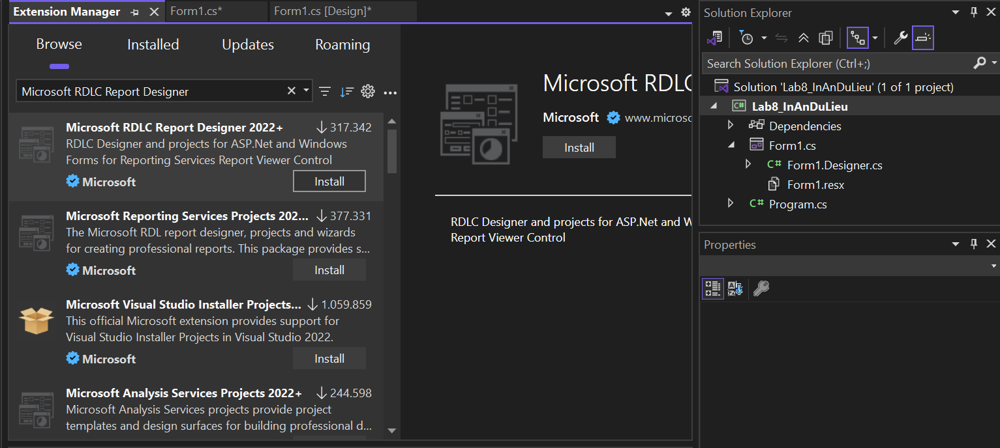 Extension Manager
Form1.cs*
Form1.cs [Design]*
Browse
Installed
Updates
Roaming
Microsoft RDLC Report Designer
Microsoft RDLC Report Designer 2022+
317.342
RDLC Designer and projects for ASP.Net and Windows
Forms for Reporting Services Report Viewer Control
Microsoft
Install
Microsoft Reporting Services Projects 202...
377.331
The Microsoft RDL report designer, projects and wizards
for creating professional reports. This package provides s...
Microsoft
Install
Microsoft Visual Studio Installer Projects...
1.059.859
This official Microsoft extension provides support for
Visual Studio Installer Projects in Visual Studio 2022.
Microsoft
Install
Microsoft Analysis Services Projects 2022+
244.598
Microsoft Analysis Services projects provide project
templates and design surfaces for building professional d...
Microsoft RDLC
Microsoft
www.microsc
Install
RDLC Designer and projects for ASP.Net and W
Report Viewer Control
Solution Explorer
Search Solution Explorer (Ctrl+;)
Solution 'Lab8_InAnDuLieu' (1 of 1 project)
C# Lab8_InAnDuLieu
Dependencies
Form1.cs
C# Form1.Designer.cs
Form1.resx
C# Program.cs
Properties